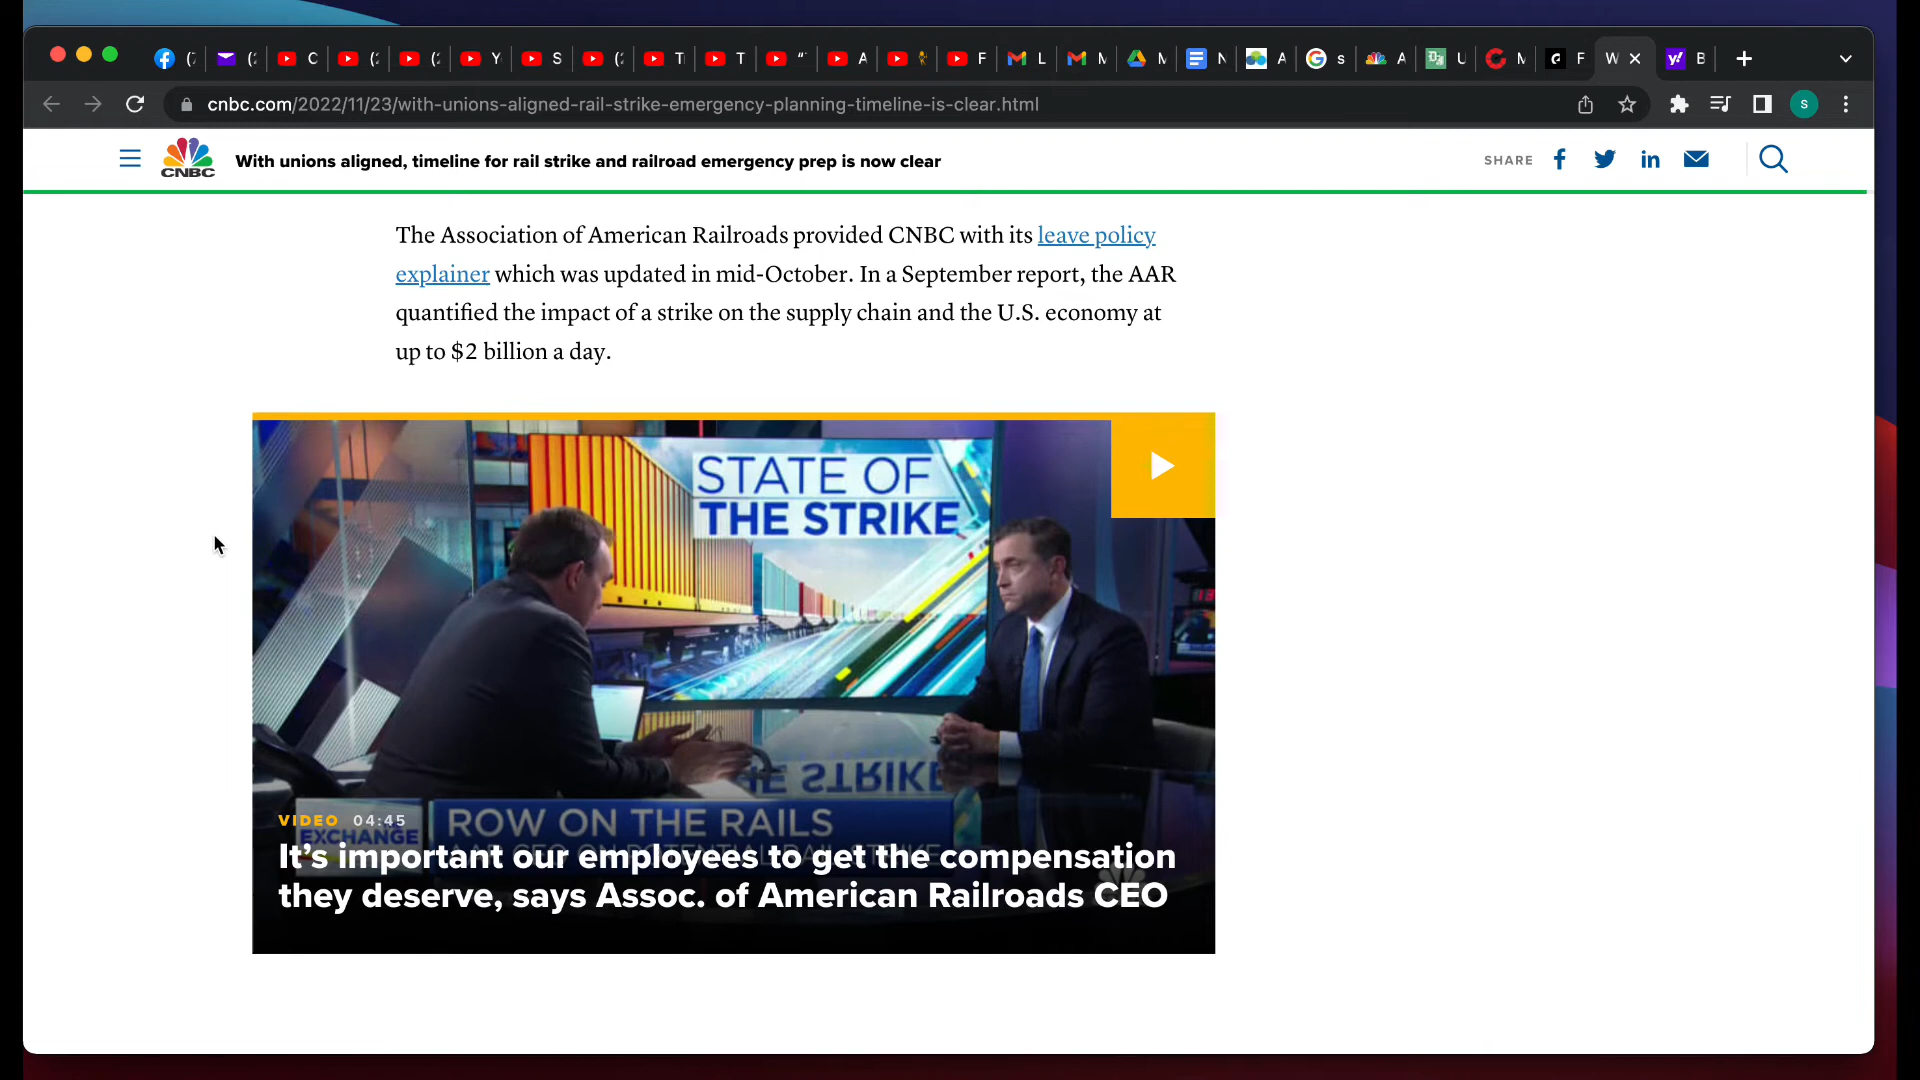 (
(
C
(
(
Y
S
(
T
T
"
A
F
L
M
M
N
A
G s
A
U
M
F
W
y! B
cnbc.com/2022/11/23/with-unions-aligned-rail-strike-emergency-planning-timeline-is-clear.html
S
CNBC
With unions aligned, timeline for rail strike and railroad emergency prep is now clear
SHARE
The Association of American Railroads provided CNBC with its leave policy
explainer which was updated in mid-October. In a September report, the AAR
quantified the impact of a strike on the supply chain and the U.S. economy at
up to $2 billion a day.
STATE OF
THE STRIKE
THE STRIKE
VIDEO 04:45
EXCHANGE
ROW ON THE RAILS
It's important our employees to get the compensation
they deserve, says Assoc. of American Railroads CEO